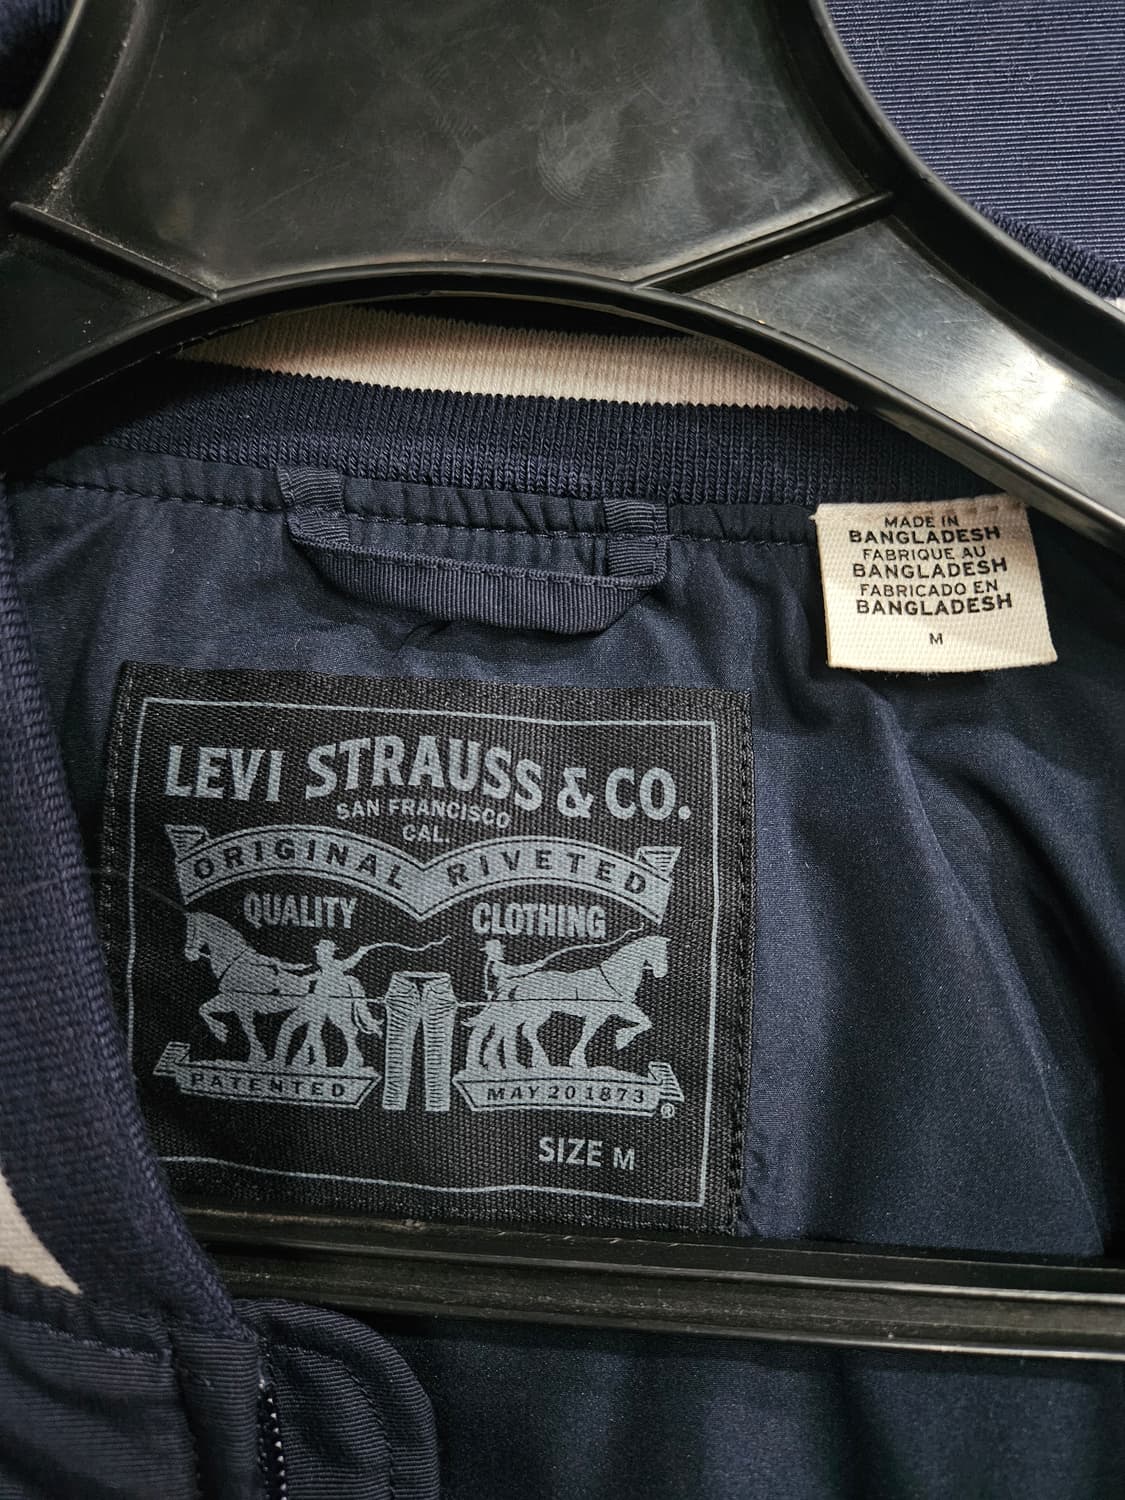 MADE IN
BANGLADESH
FABRIQUE AU
BANGLADESH
FABRICADO EN
BANGLADESH
M
LEVI STRAUSS & CO.
SAN FRANCISCO
CAL.
ORIGINAL RIVETED
QUALITY CLOTHING
PATENTED MAY 20 1873
®
SIZE M